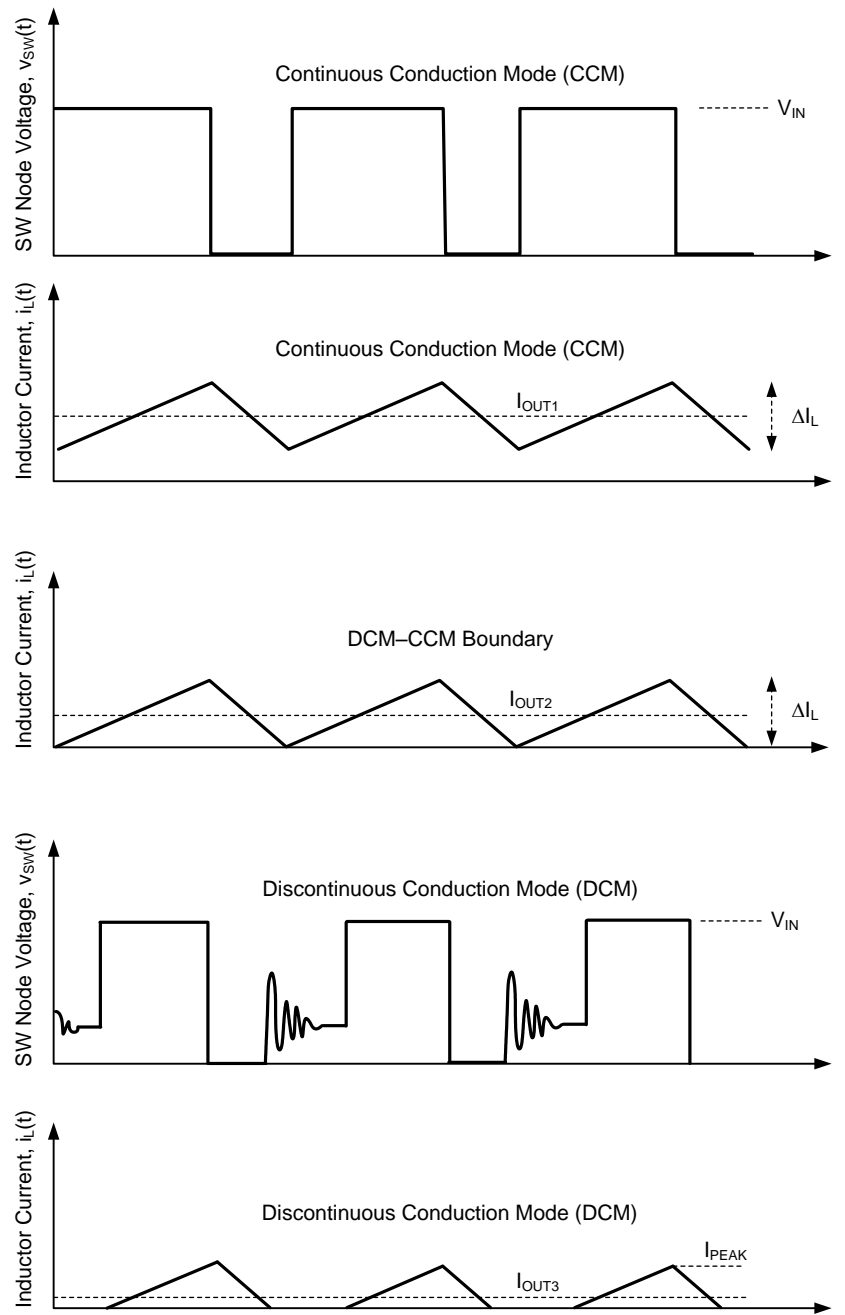 SW Node Voltage, vSW(t)
Continuous Conduction Mode (CCM)
VIN
Inductor Current, iL(t)
Continuous Conduction Mode (CCM)
IOUT1
ΔIL
Inductor Current, iL(t)
DCM–CCM Boundary
IOUT2
ΔIL
SW Node Voltage, vSW(t)
Discontinuous Conduction Mode (DCM)
VIN
Inductor Current, iL(t)
Discontinuous Conduction Mode (DCM)
IPEAK
IOUT3